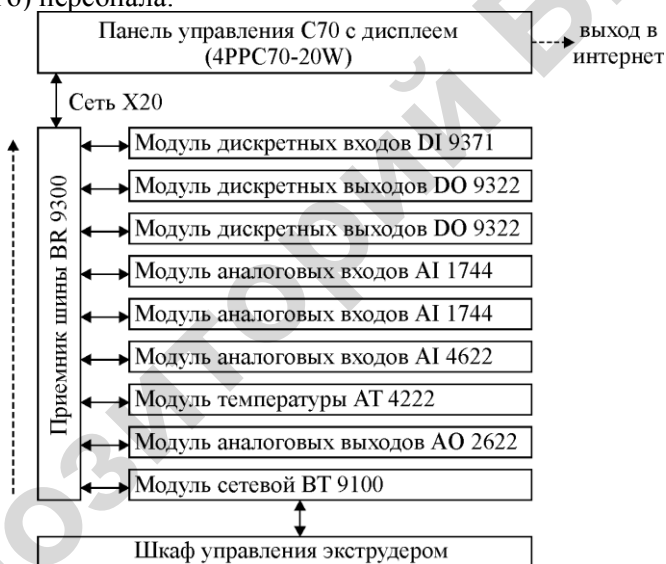 го) персонала.
Панель управления С70 с дисплеем
(4PPC70-20W)
выход в
интернет
Сеть Х20
Приемник шины BR 9300
Модуль дискретных входов DI 9371
Модуль дискретных выходов DO 9322
Модуль дискретных выходов DO 9322
Модуль аналоговых входов AI 1744
Модуль аналоговых входов AI 1744
Модуль аналоговых входов AI 4622
Модуль температуры AT 4222
Модуль аналоговых выходов AO 2622
Модуль сетевой BT 9100
Шкаф управления экструдером